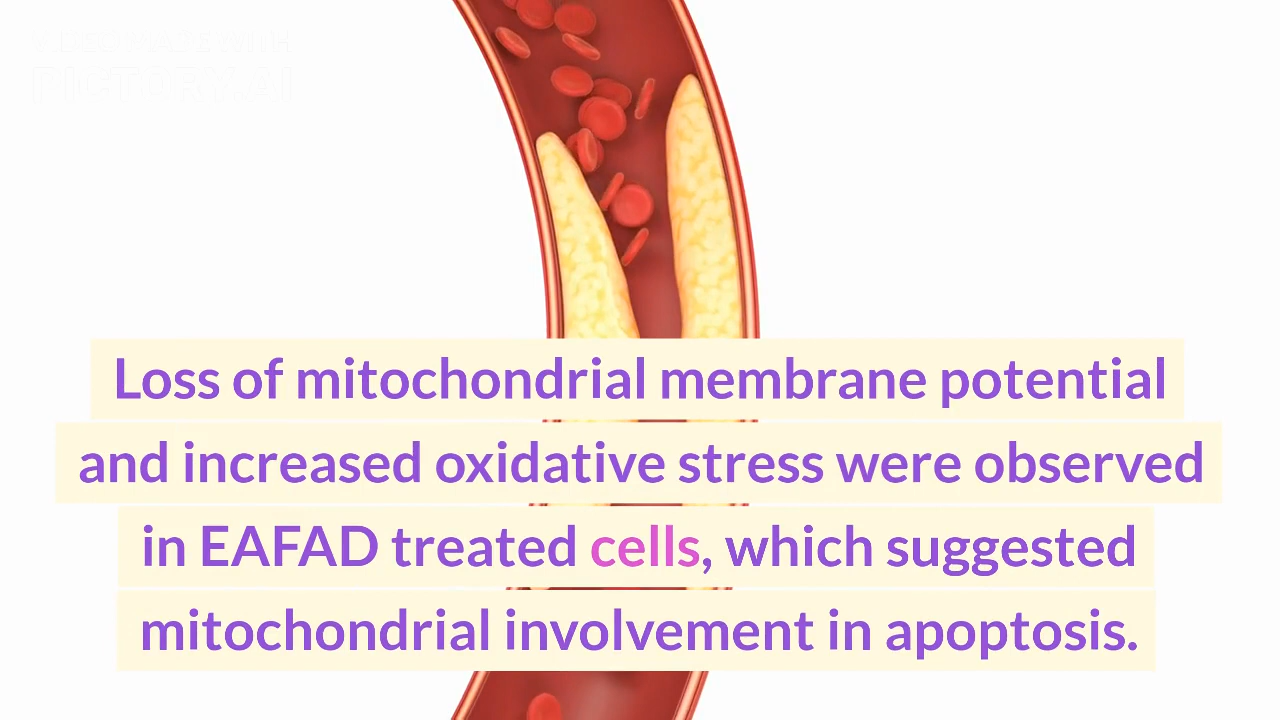 Loss of mitochondrial membrane potential
and increased oxidative stress were observed
in EAFAD treated cells, which suggested
mitochondrial involvement in apoptosis.